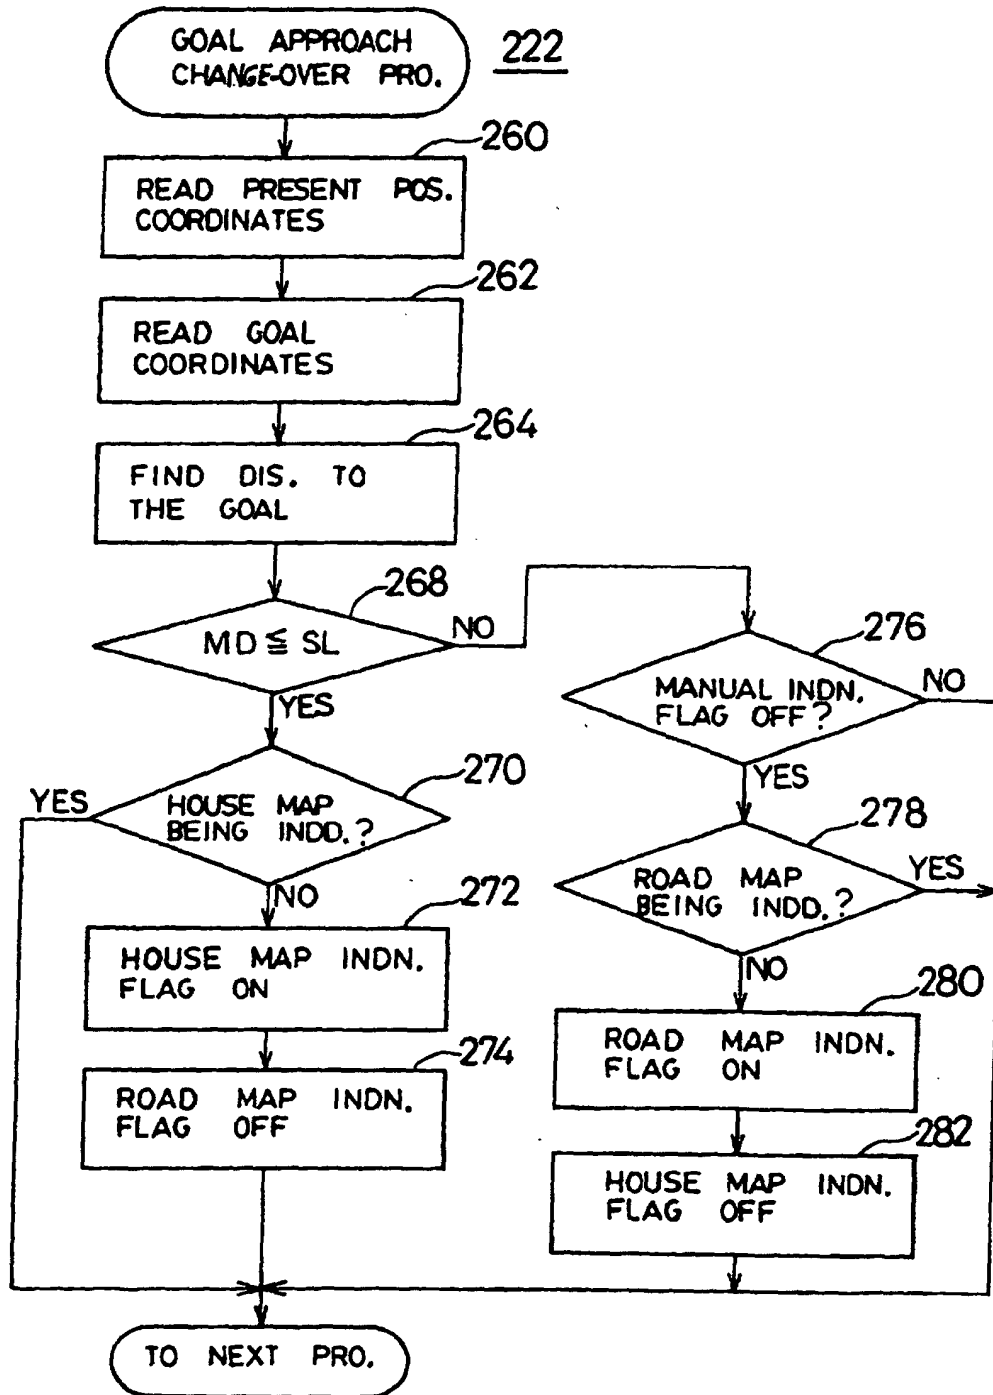 GOAL APPROACH
CHANGE-OVER PRO.
222
260
READ PRESENT POS.
COORDINATES
262
READ GOAL
COORDINATES
264
FIND DIS. TO
THE GOAL
268
MD ≦ SL
NO
YES
270
YES
HOUSE MAP
BEING INDD.?
NO
272
HOUSE MAP INDN.
FLAG ON
274
ROAD MAP INDN.
FLAG OFF
276
MANUAL INDN.
FLAG OFF?
NO
YES
278
ROAD MAP
BEING INDD.?
YES
NO
280
ROAD MAP INDN.
FLAG ON
282
HOUSE MAP INDN.
FLAG OFF
TO NEXT PRO.